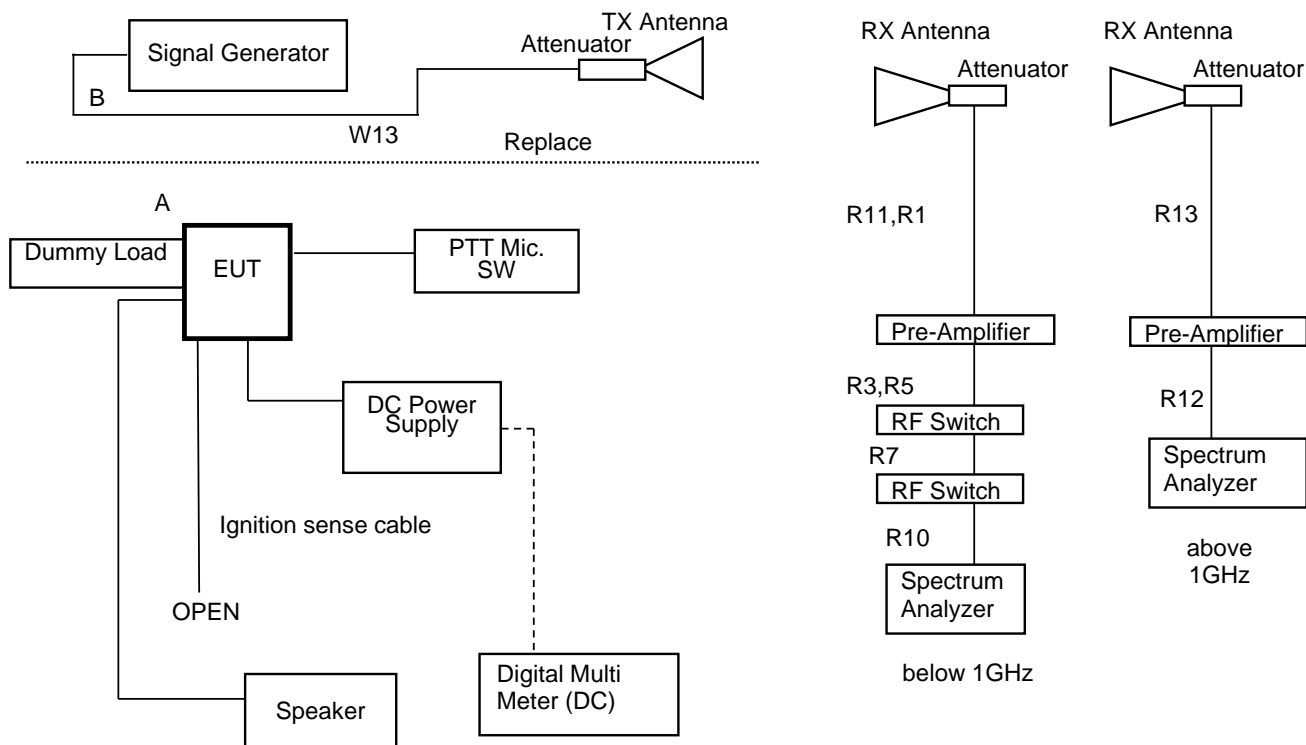 TX Antenna
Attenuator
Signal Generator
B
W13
Replace
A
Dummy Load
EUT
PTT Mic.
SW
DC Power
Supply
Ignition sense cable
OPEN
Speaker
Digital Multi
Meter (DC)
RX Antenna
Attenuator
R11,R1
Pre-Amplifier
R3,R5
RF Switch
R7
RF Switch
R10
Spectrum
Analyzer
below 1GHz
RX Antenna
Attenuator
R13
Pre-Amplifier
R12
Spectrum
Analyzer
above
1GHz